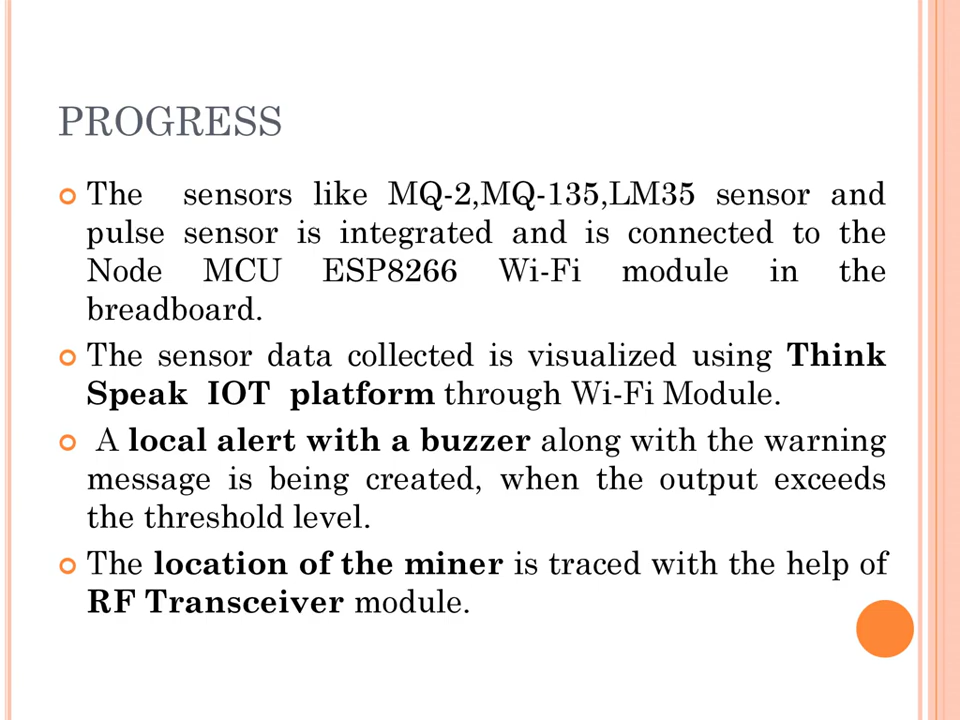 PROGRESS
The sensors like MQ-2,MQ-135,LM35 sensor and
pulse sensor is integrated and is connected to the
Node MCU ESP8266 Wi-Fi module in the
breadboard.
The sensor data collected is visualized using Think
Speak IOT platform through Wi-Fi Module.
A local alert with a buzzer along with the warning
message is being created, when the output exceeds
the threshold level.
The location of the miner is traced with the help of
RF Transceiver module.